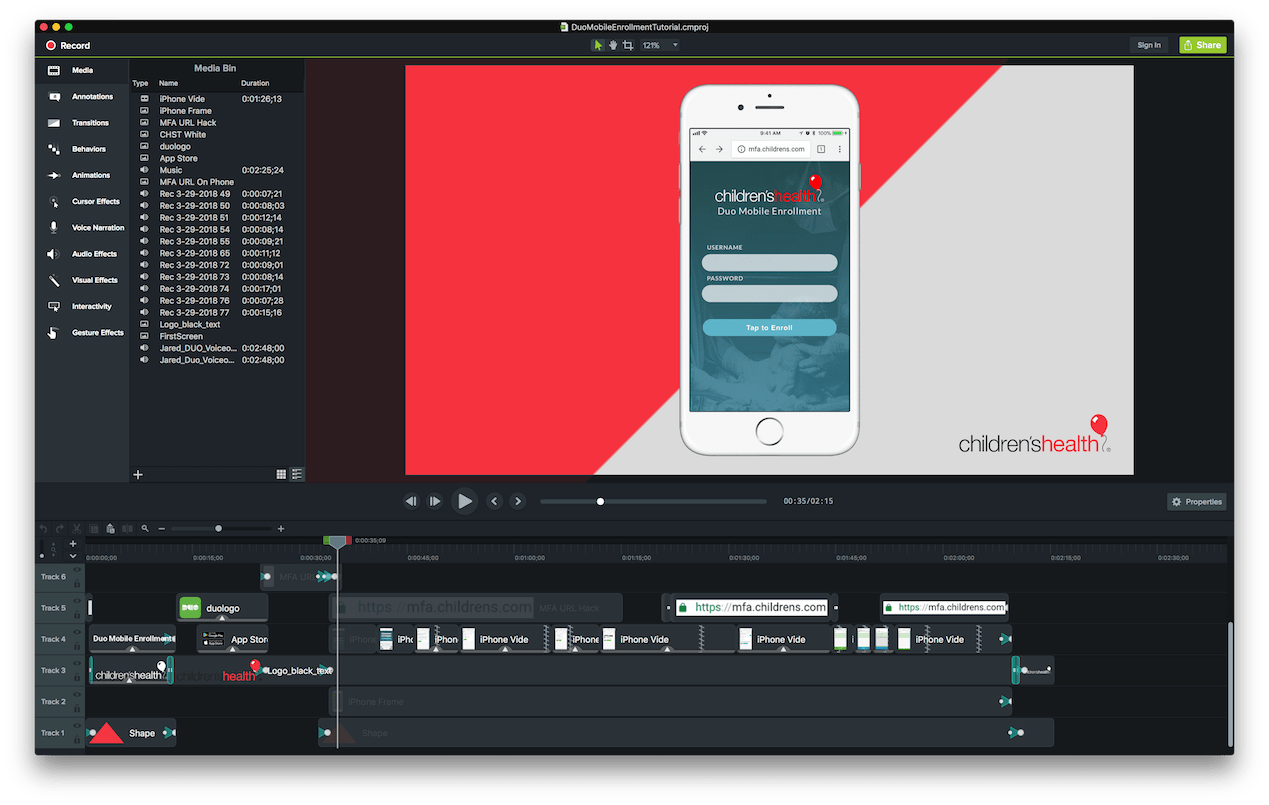 DuoMobileEnrollmentTutorial.cmproj
Record
121%
Sign In
Share
Media
Annotations
Transitions
Behaviors
Animations
Cursor Effects
Voice Narration
Audio Effects
Visual Effects
Interactivity
Gesture Effects
Media Bin
Type Name Duration
iPhone Vide 0:01:26;13
iPhone Frame
MFA URL Hack
CHST White
duologo
App Store
Music 0:02:25;24
MFA URL On Phone
Rec 3-29-2018 49 0:00:07;21
Rec 3-29-2018 50 0:00:08;03
Rec 3-29-2018 51 0:00:12;14
Rec 3-29-2018 54 0:00:08;14
Rec 3-29-2018 55 0:00:09;21
Rec 3-29-2018 65 0:00:11;12
Rec 3-29-2018 72 0:00:09;01
Rec 3-29-2018 73 0:00:08;14
Rec 3-29-2018 74 0:00:17;01
Rec 3-29-2018 76 0:00:07;28
Rec 3-29-2018 77 0:00:15;16
Logo_black_text
FirstScreen
Jared_DUO_Voiceo... 0:02:48;00
Jared_Duo_Voiceo... 0:02:48;00
9:41 AM 100%
mfa.childrens.com 1
children'shealth
Duo Mobile Enrollment
USERNAME
PASSWORD
Tap to Enroll
children'shealth
00:35/02:15
Properties
0:00:35;09
0:00:00;00 0:00:15;00 0:00:30;00 0:00:45;00 0:01:00;00 0:01:15;00 0:01:30;00 0:01:45;00 0:02:00;00 0:02:15;00 0:02:30;00
Track 6 MFA URL
Track 5 duologo https://mfa.childrens.com MFA URL Hack https://mfa.childrens.com https://mfa.childrens.com
Track 4 Duo Mobile Enrollment App Stor iPhon iPho iPhon iPhone Vide iPhone iPhone Vide iPhone Vide iPhone Vide
Track 3 children'shealth children'shealth Logo_black_text
Track 2 iPhone Frame
Track 1 Shape Shape